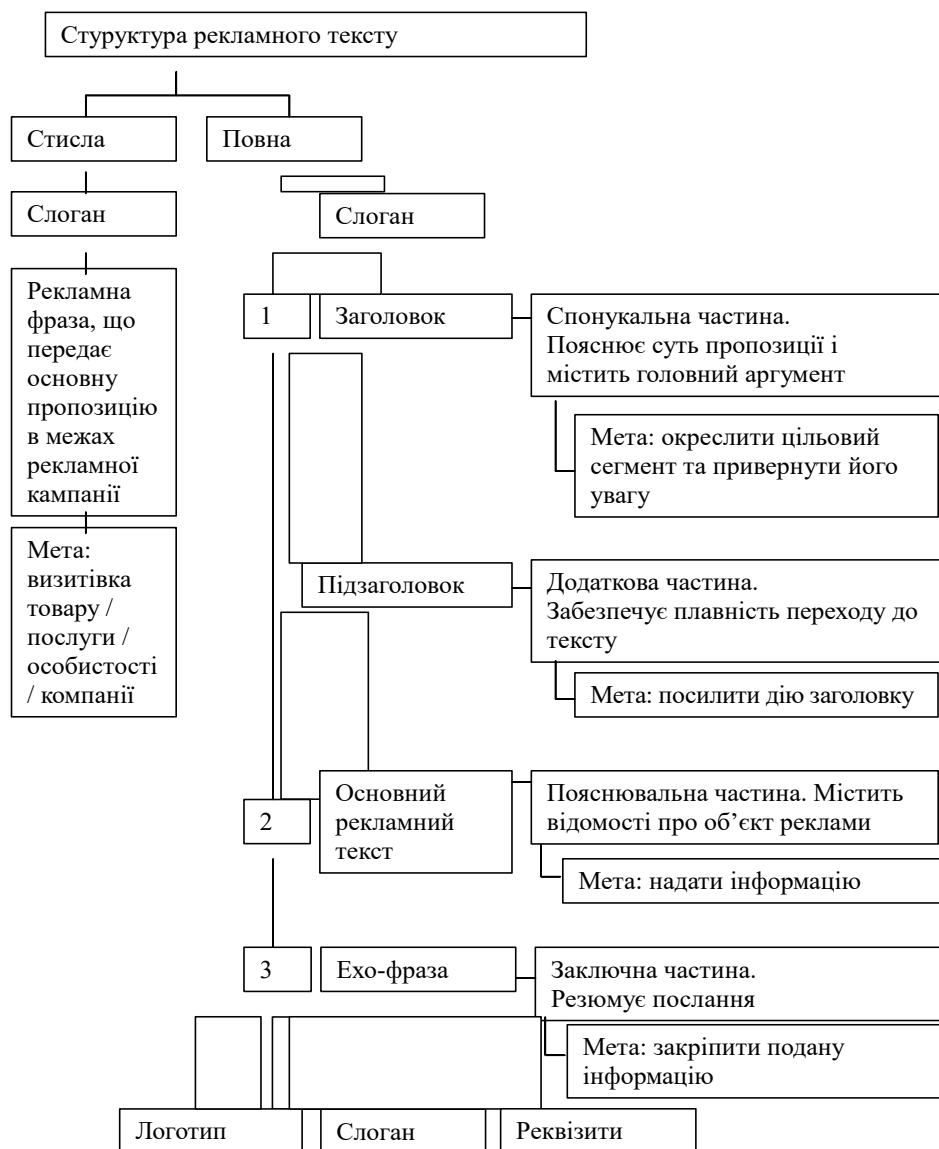 Стуруктура рекламного тексту
Стисла
Повна
Слоган
Слоган
Рекламна
фраза, що
передає
основну
пропозицію
в межах
рекламної
кампанії
Мета:
визитівка
товару /
послуги /
особистості
/ компанії
1
Заголовок
Спонукальна частина.
Пояснює суть пропозиції і
містить головний аргумент
Мета: окреслити цільовий
сегмент та привернути його
увагу
Підзаголовок
Додаткова частина.
Забезпечує плавність переходу до
тексту
Мета: посилити дію заголовку
2
Основний
рекламний
текст
Пояснювальна частина. Містить
відомості про об’єкт реклами
Мета: надати інформацію
3
Ехо-фраза
Заключна частина.
Резюмує послання
Мета: закріпити подану
інформацію
Логотип
Слоган
Реквізити